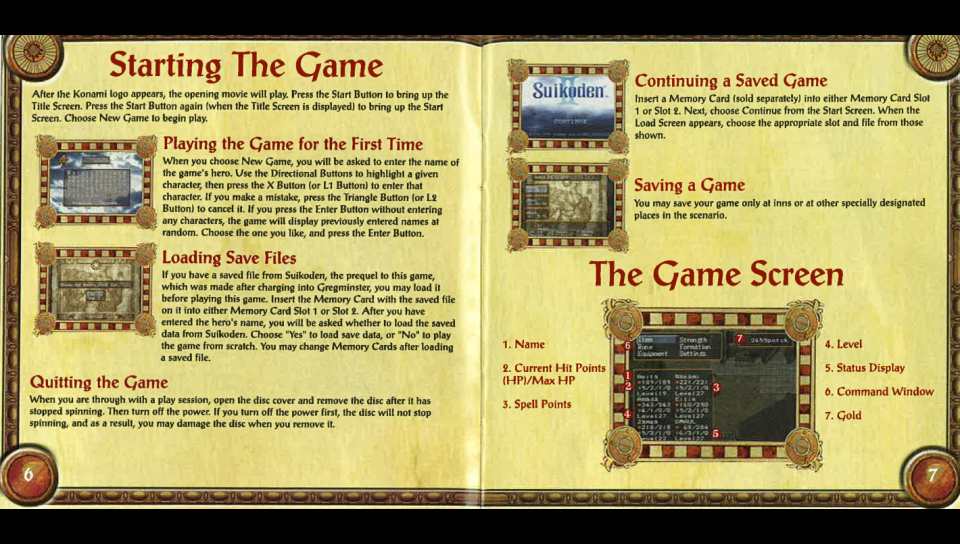 Starting The Game
After the Konami logo appears, the opening movie will play. Press the Start Button to bring up the
Title Screen. Press the Start Button again (when the Title Screen is displayed) to bring up the Start
Screen. Choose New Game to begin play.
Playing the Game for the First Time
When you choose New Game, you will be asked to enter the name of
the game's hero. Use the Directional Buttons to highlight a given
character, then press the X Button (or L1 Button) to enter that
character. If you make a mistake, press the Triangle Button (or L2
Button) to cancel it. If you press the Enter Button without entering
any characters, the game will display previously entered names at
random. Choose the one you like, and press the Enter Button.
Loading Save Files
If you have a saved file from Suikoden, the prequel to this game,
which was made after charging into Gregminster, you may load it
before playing this game. Insert the Memory Card with the saved file
on it into either Memory Card Slot 1 or Slot 2. After you have
entered the hero's name, you will be asked whether to load the saved
data from Suikoden. Choose "Yes" to load save data, or "No" to play
the game from scratch. You may change Memory Cards after loading
a saved file.
Quitting the Game
When you are through with a play session, open the disc cover and remove the disc after it has
stopped spinning. Then turn off the power. If you turn off the power first, the disc will not stop
spinning, and as a result, you may damage the disc when you remove it.
6
Suikoden II
CONTINUE
Continuing a Saved Game
Insert a Memory Card (sold separately) into either Memory Card Slot
1 or Slot 2. Next, choose Continue from the Start Screen. When the
Load Screen appears, choose the appropriate slot and file from those
shown.
Saving a Game
You may save your game only at inns or at other specially designated
places in the scenario.
The Game Screen
1. Name
2. Current Hit Points
(HP)/Max HP
3. Spell Points
6 Item Strength
Rune Formation
Equipment Settings
7 265potch
1
2
3
4
5
4. Level
5. Status Display
6. Command Window
7. Gold
7